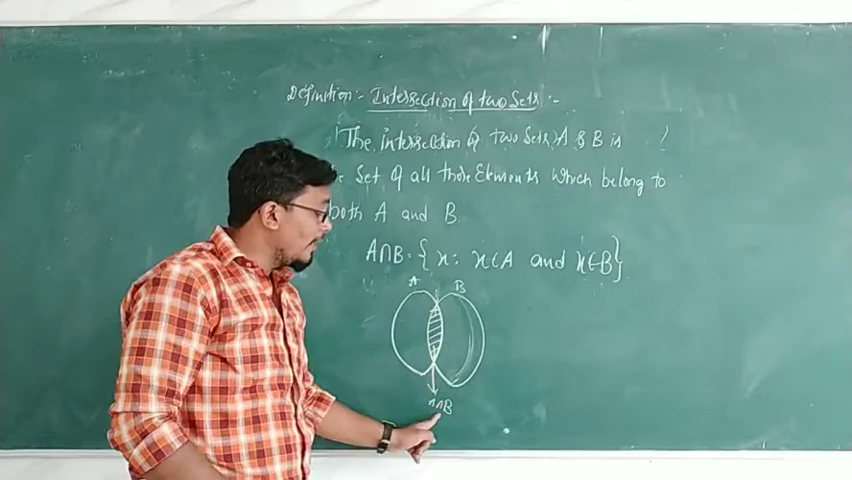 Definition:- Intersection of two Sets :-
The intersection of two Sets A & B is
Set of all those Elements which belong to
both A and B.
A∩B = { x : x∈A and x∈B }
A B
A∩B